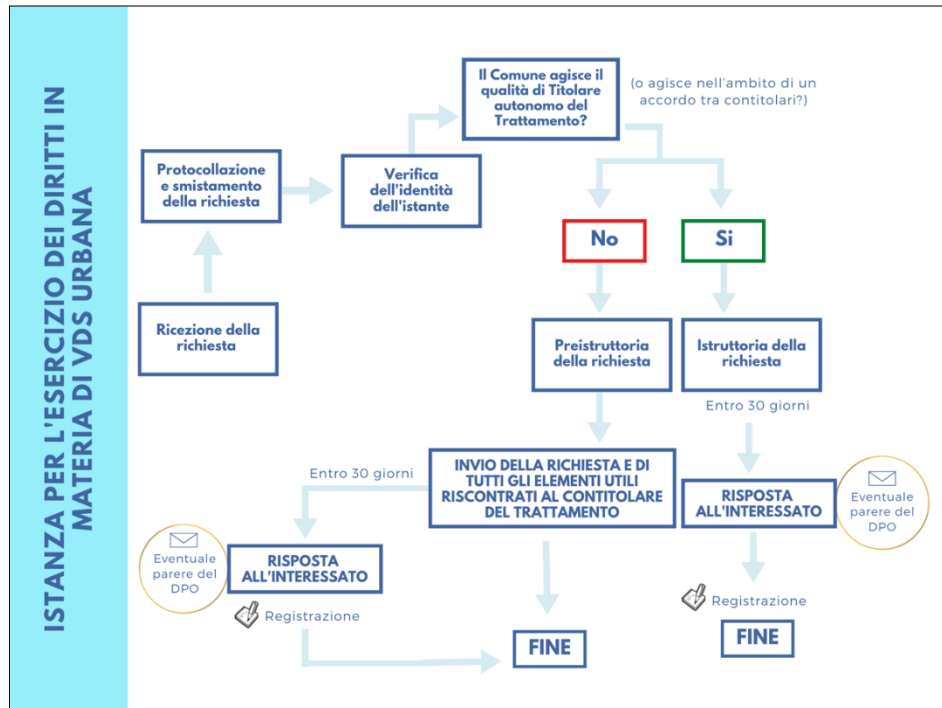 ISTANZA PER L'ESERCIZIO DEI DIRITTI IN
MATERIA DI VDS URBANA
Il Comune agisce il
qualità di Titolare
autonomo del
Trattamento?
(o agisce nell'ambito di un
accordo tra contitolari?)
Protocollazione
e smistamento
della richiesta
Verifica
dell'identità
dell'istante
No
Si
Ricezione della
richiesta
Preistruttoria
della richiesta
Istruttoria della
richiesta
Entro 30 giorni
Entro 30 giorni
INVIO DELLA RICHIESTA E DI
TUTTI GLI ELEMENTI UTILI
RISCONTRATI AL CONTITOLARE
DEL TRATTAMENTO
RISPOSTA
ALL'INTERESSATO
Eventuale
parere del
DPO
Eventuale
parere del
DPO
RISPOSTA
ALL'INTERESSATO
Registrazione
Registrazione
FINE
FINE